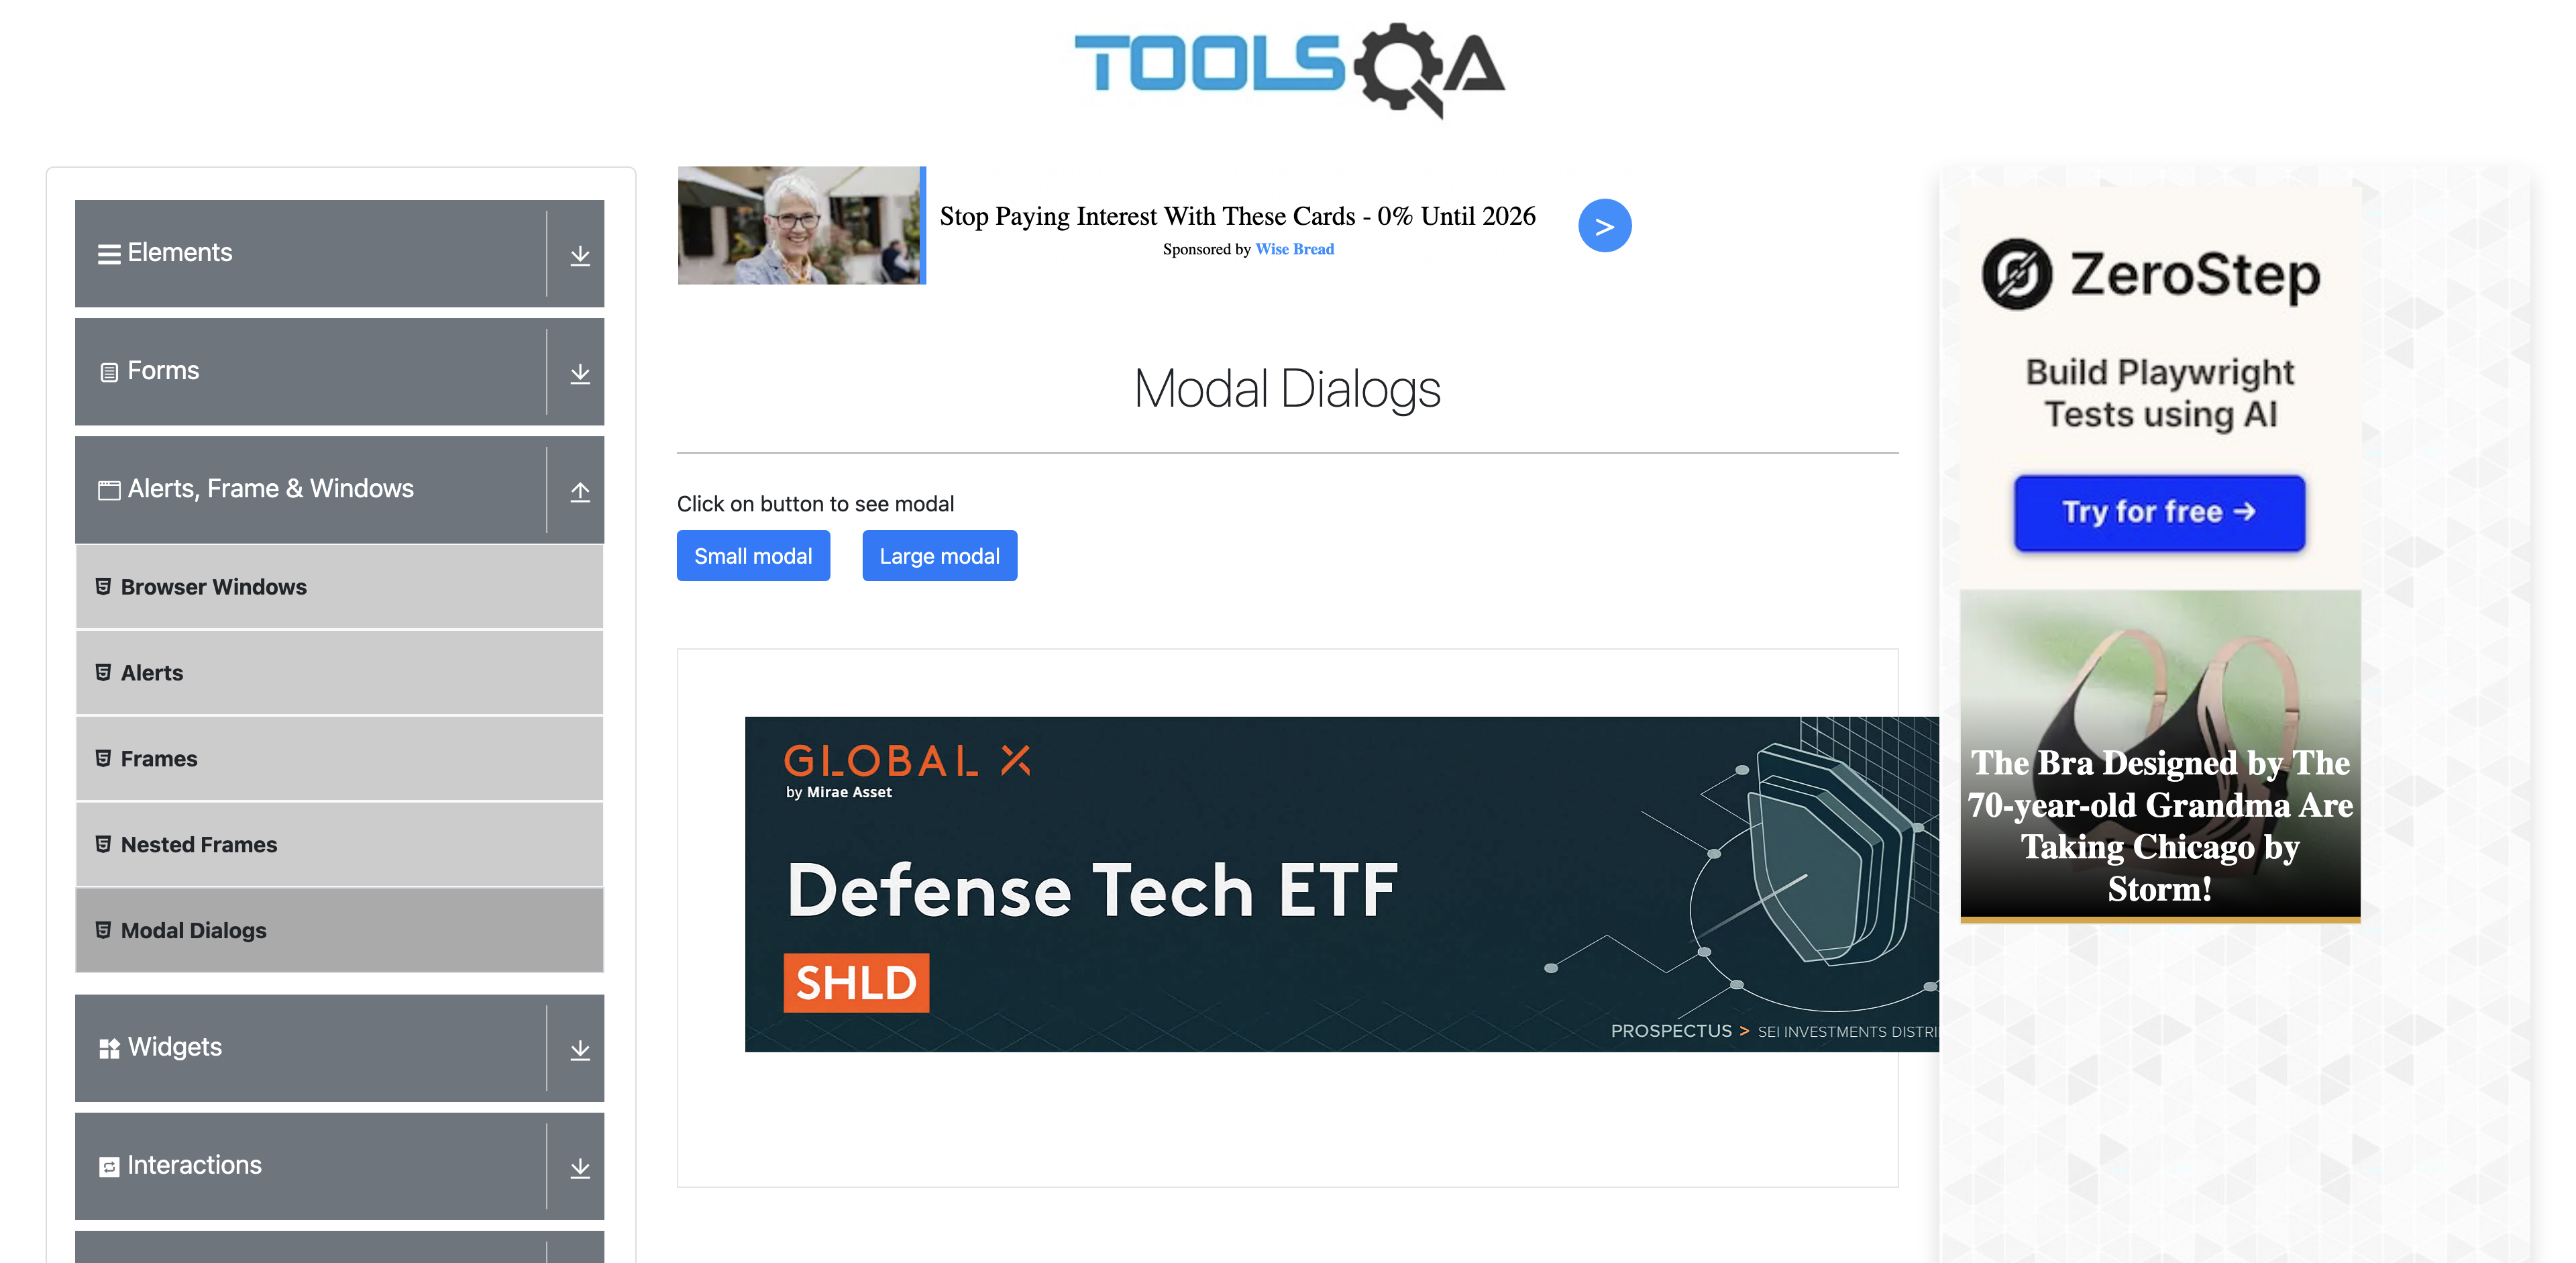 TOOLSQA
Elements
Forms
Alerts, Frame & Windows
Browser Windows
Alerts
Frames
Nested Frames
Modal Dialogs
Widgets
Interactions
Stop Paying Interest With These Cards - 0% Until 2026
Sponsored by Wise Bread
>
Modal Dialogs
Click on button to see modal
Small modal
Large modal
GLOBAL X
by Mirae Asset
Defense Tech ETF
SHLD
PROSPECTUS > SEI INVESTMENTS DISTRI
ZeroStep
Build Playwright
Tests using AI
Try for free →
The Bra Designed by The
70-year-old Grandma Are
Taking Chicago by
Storm!